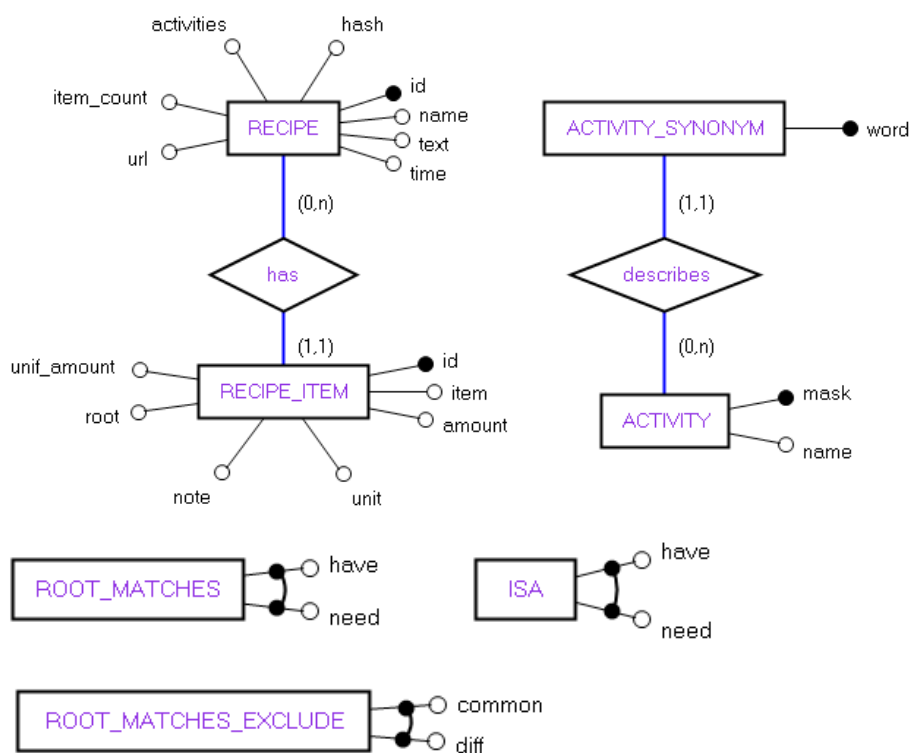 activities
hash
item_count
id
name
RECIPE
ACTIVITY_SYNONYM
word
text
url
time
(0,n)
(1,1)
has
describes
(1,1)
(0,n)
unif_amount
id
RECIPE_ITEM
item
mask
root
amount
ACTIVITY
name
note
unit
have
ROOT_MATCHES
need
have
ISA
need
common
ROOT_MATCHES_EXCLUDE
diff